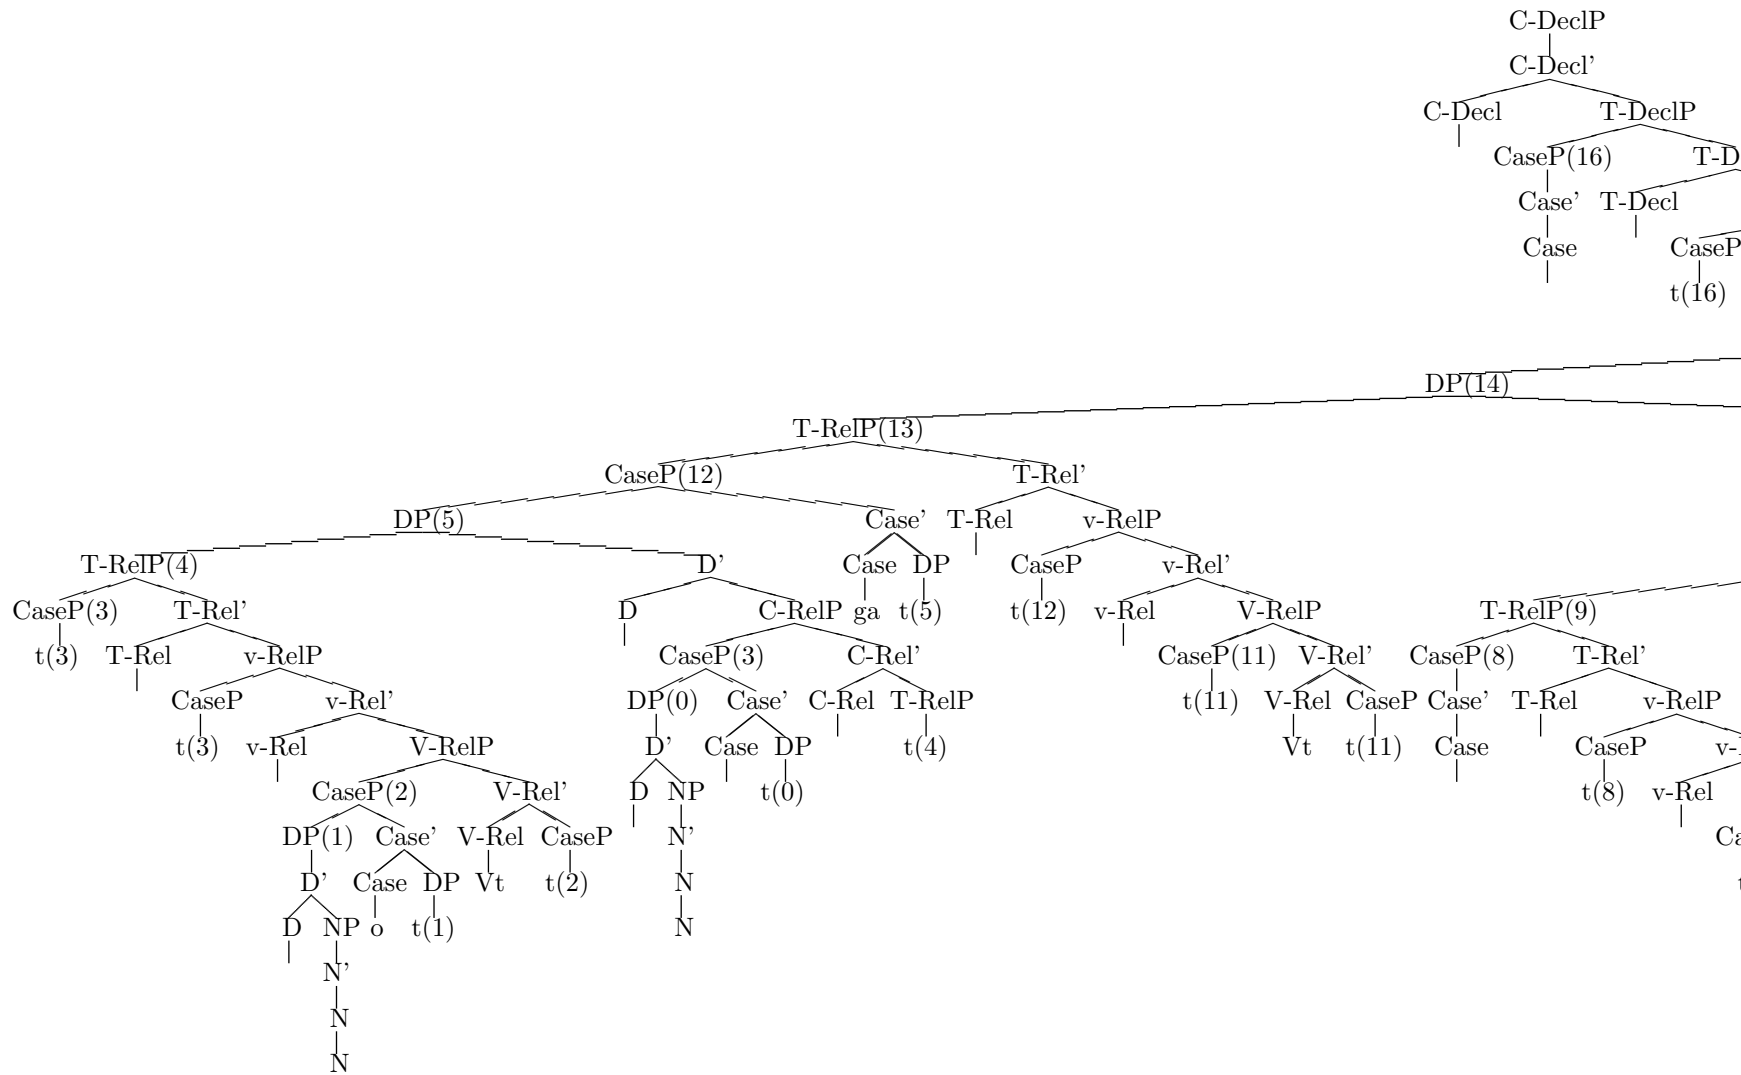 C-DeclP
C-Decl’
C-Decl T-DeclP
CaseP(16) T-D
Case’ T-Decl
Case CaseP
t(16)
DP(14)
T-RelP(13)
CaseP(12) T-Rel’
DP(5) Case’ T-Rel v-RelP
T-RelP(4) D’ Case DP CaseP v-Rel’
CaseP(3) T-Rel’ D C-RelP ga t(5) t(12) v-Rel V-RelP T-RelP(9)
t(3) T-Rel v-RelP CaseP(3) C-Rel’ CaseP(11) V-Rel’ CaseP(8) T-Rel’
CaseP v-Rel’ DP(0) Case’ C-Rel T-RelP t(11) V-Rel CaseP Case’ T-Rel v-RelP
t(3) v-Rel V-RelP D’ Case DP t(4) Vt t(11) Case CaseP v-
CaseP(2) V-Rel’ D NP t(0) t(8) v-Rel
DP(1) Case’ V-Rel CaseP N’ Ca
D’ Case DP Vt t(2) N t
D NP o t(1) N
N’
N
N